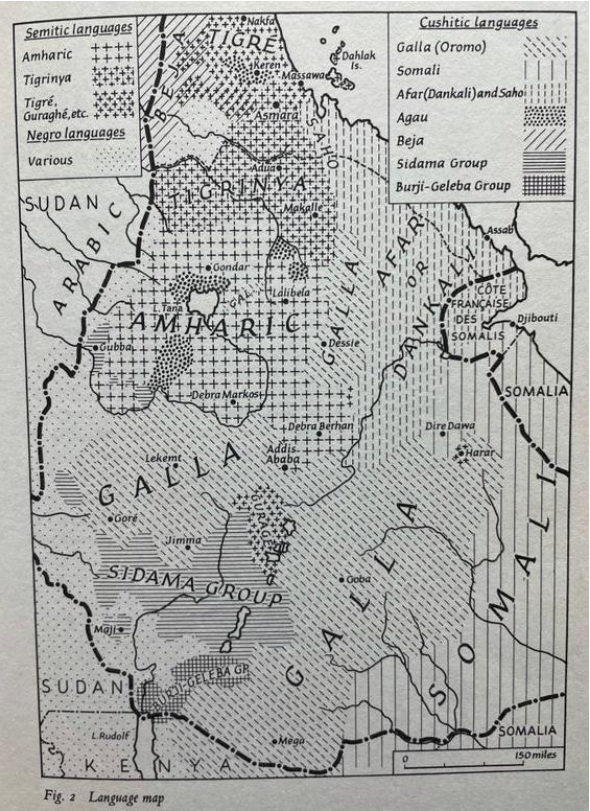 Semitic languages
Amharic
Tigrinya
Tigré,
Guraghé, etc.
Negro languages
Various
Cushitic languages
Galla (Oromo)
Somali
Afar (Dankali) and Saho
Agau
Beja
Sidama Group
Burji-Geleba Group
Nakfa
TIGRÉ
BEJA
Keren
Dahlak
Is.
Massawa
Asmara
SAHO
Adua
TIGRINYA
Makalle
SUDAN
ARABIC
Assab
AFAR
OR
DANKALI
Gondar
Lalibela
L. Tana
AMHARIC
GALLA
CÔTE
FRANÇAISE
DES
SOMALIS
Djibouti
Gubba
Dessie
SOMALIA
Debra Markos
Debra Berhan
Dire Dawa
Harar
Lekemt
Addis
Ababa
GALLA
GURAGE
Goré
Jimma
SIDAMA GROUP
Goba
GALLA
SOMALI
Maji
BURJI-GELEBA GP.
SUDAN
L. Rudolf
Mega
KENYA
SOMALIA
0 150 miles
Fig. 2 Language map